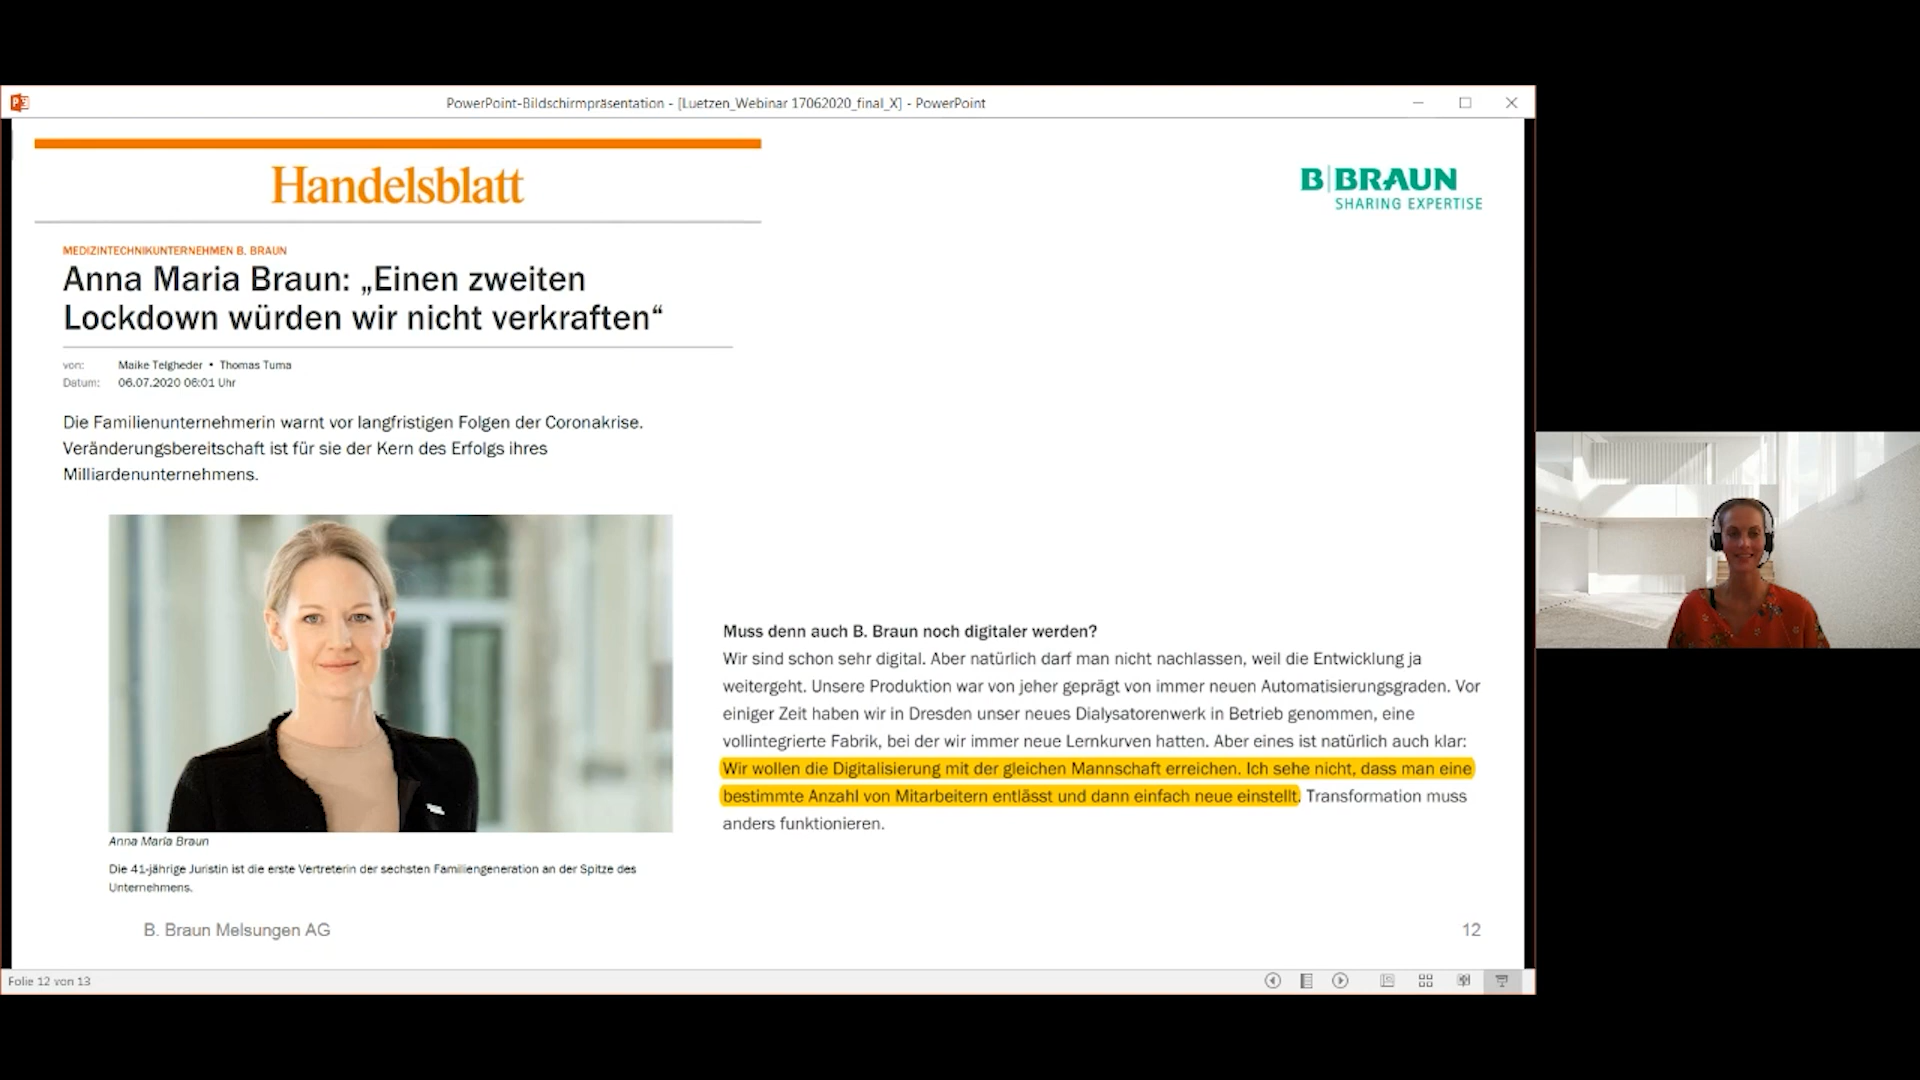 PowerPoint-Bildschirmpräsentation - [Luetzen_Webinar 17062020_final_X] - PowerPoint
Handelsblatt
B|BRAUN
SHARING EXPERTISE
MEDIZINTECHNIKUNTERNEHMEN B. BRAUN
Anna Maria Braun: „Einen zweiten
Lockdown würden wir nicht verkraften“
von: Maike Telgheder • Thomas Tuma
Datum: 06.07.2020 06:01 Uhr
Die Familienunternehmerin warnt vor langfristigen Folgen der Coronakrise.
Veränderungsbereitschaft ist für sie der Kern des Erfolgs ihres
Milliardenunternehmens.
Anna Maria Braun
Die 41-jährige Juristin ist die erste Vertreterin der sechsten Familiengeneration an der Spitze des
Unternehmens.
Muss denn auch B. Braun noch digitaler werden?
Wir sind schon sehr digital. Aber natürlich darf man nicht nachlassen, weil die Entwicklung ja
weitergeht. Unsere Produktion war von jeher geprägt von immer neuen Automatisierungsgraden. Vor
einiger Zeit haben wir in Dresden unser neues Dialysatorenwerk in Betrieb genommen, eine
vollintegrierte Fabrik, bei der wir immer neue Lernkurven hatten. Aber eines ist natürlich auch klar:
Wir wollen die Digitalisierung mit der gleichen Mannschaft erreichen. Ich sehe nicht, dass man eine
bestimmte Anzahl von Mitarbeitern entlässt und dann einfach neue einstellt. Transformation muss
anders funktionieren.
B. Braun Melsungen AG
12
Folie 12 von 13